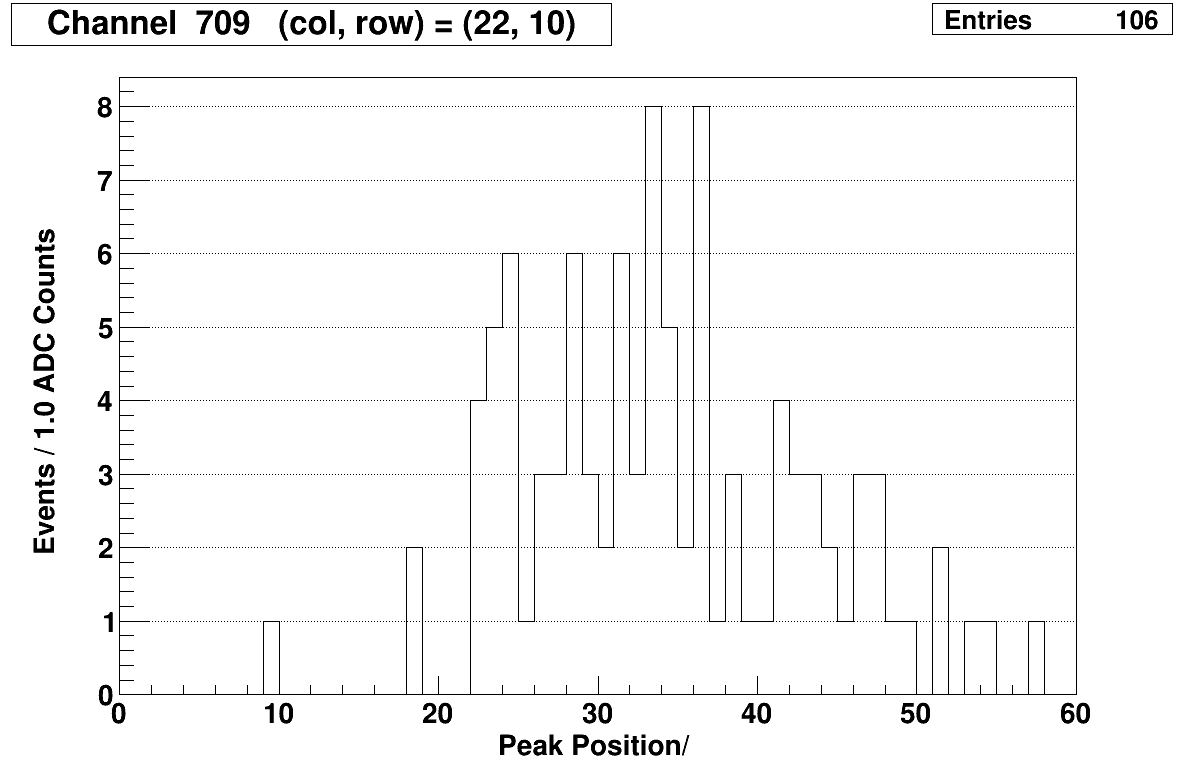 Channel 709 (col, row) = (22, 10)
Entries 106
8
7
6
5
4
3
2
1
0
Events / 1.0 ADC Counts
0 10 20 30 40 50 60
Peak Position/